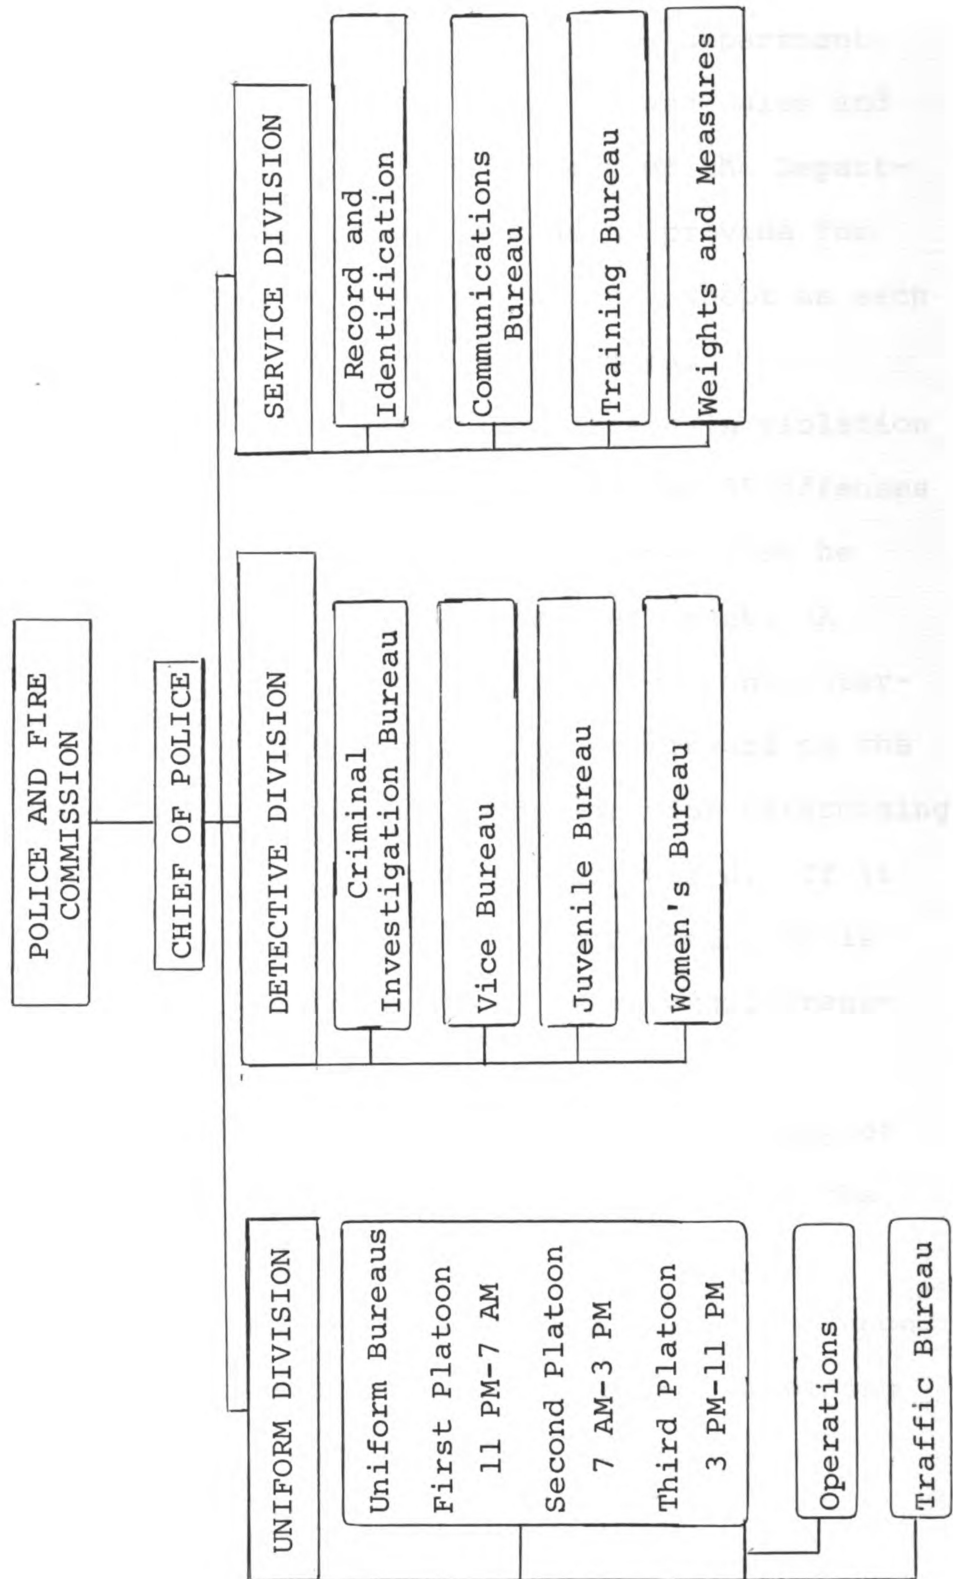 POLICE AND FIRE
COMMISSION
CHIEF OF POLICE
UNIFORM DIVISION
Uniform Bureaus
First Platoon
11 PM-7 AM
Second Platoon
7 AM-3 PM
Third Platoon
3 PM-11 PM
Operations
Traffic Bureau
DETECTIVE DIVISION
Criminal
Investigation Bureau
Vice Bureau
Juvenile Bureau
Women's Bureau
SERVICE DIVISION
Record and
Identification
Communications
Bureau
Training Bureau
Weights and Measures